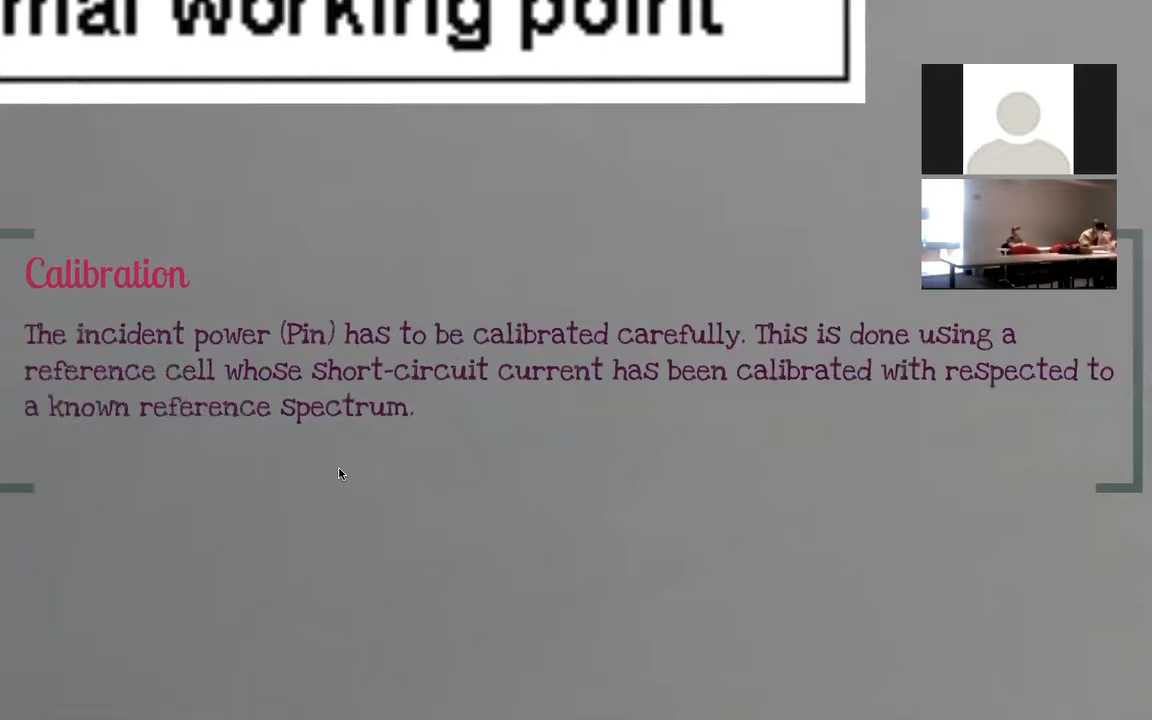 mal working point
Calibration
The incident power (Pin) has to be calibrated carefully. This is done using a
reference cell whose short-circuit current has been calibrated with respected to
a known reference spectrum.